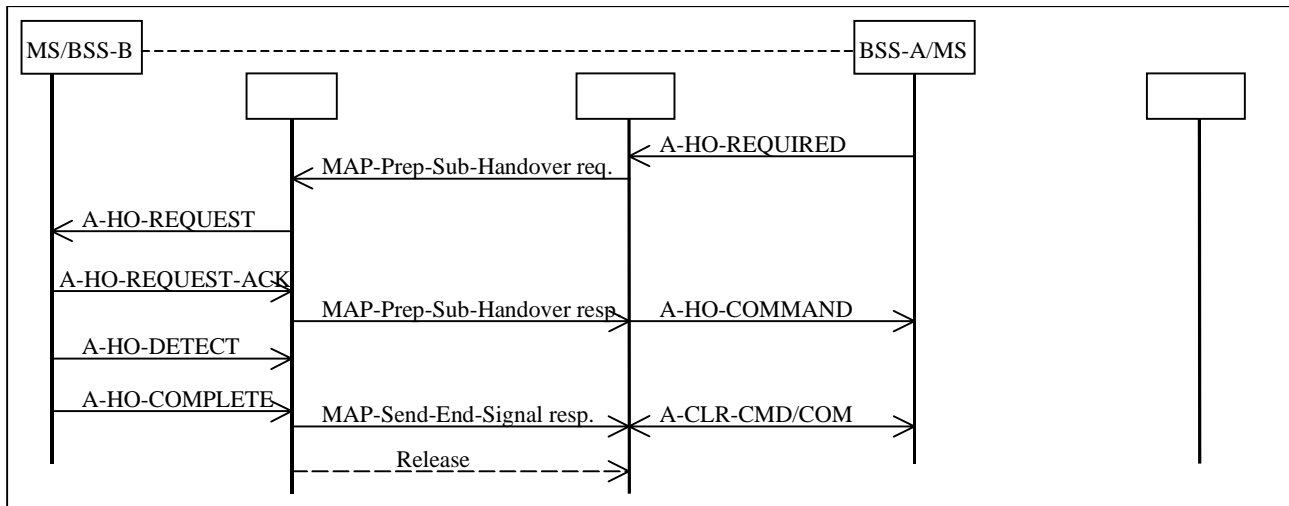 MS/BSS-B
BSS-A/MS
A-HO-REQUIRED
MAP-Prep-Sub-Handover req.
A-HO-REQUEST
A-HO-REQUEST-ACK
MAP-Prep-Sub-Handover resp
A-HO-COMMAND
A-HO-DETECT
A-HO-COMPLETE
MAP-Send-End-Signal resp.
A-CLR-CMD/COM
Release